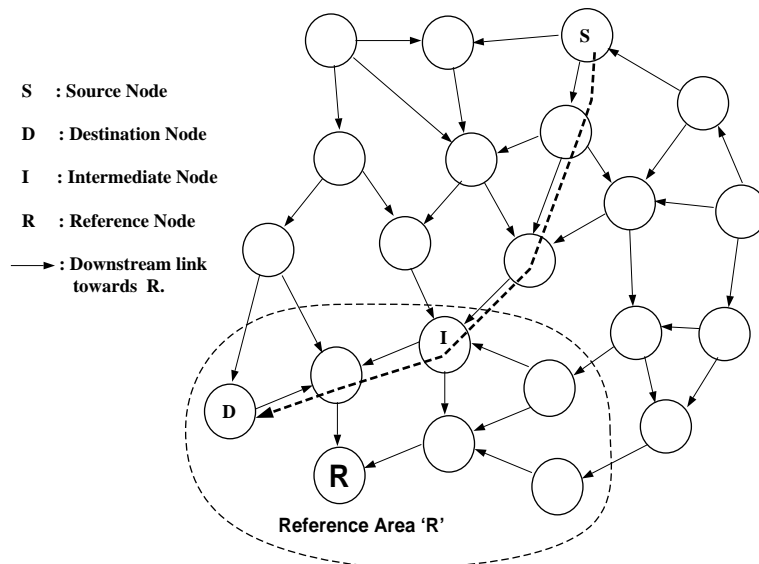 S
S : Source Node
D : Destination Node
I : Intermediate Node
R : Reference Node
: Downstream link
towards R.
I
D
R
Reference Area 'R'